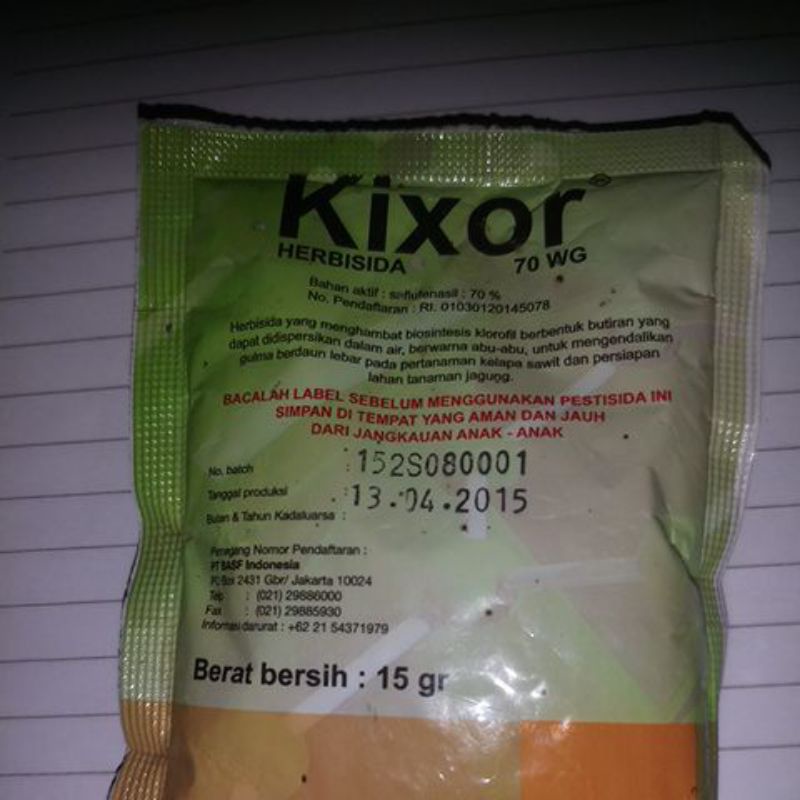 Kixor®
HERBISIDA 70 WG
Bahan aktif : saflufenasil : 70 %
No. Pendaftaran : RI. 01030120145078
Herbisida yang menghambat biosintesis klorofil berbentuk butiran yang
dapat didispersikan dalam air, berwarna abu-abu, untuk mengendalikan
gulma berdaun lebar pada pertanaman kelapa sawit dan persiapan
lahan tanaman jagung.
BACALAH LABEL SEBELUM MENGGUNAKAN PESTISIDA INI
SIMPAN DI TEMPAT YANG AMAN DAN JAUH
DARI JANGKAUAN ANAK - ANAK
No. batch : 152S080001
Tanggal produksi : 13.04.2015
Bulan & Tahun Kadaluarsa :
Pemegang Nomor Pendaftaran :
PT BASF Indonesia
PO Box 2431 Gbr/ Jakarta 10024
Telp : (021) 29886000
Fax : (021) 29885930
Informasi darurat : +62 21 54371979
Berat bersih : 15 gr